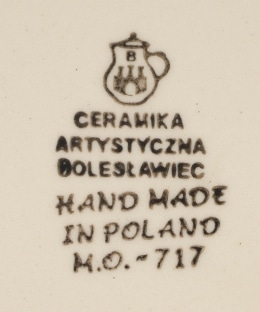 B
CERAMIKA
ARTYSTYCZNA
BOLESŁAWIEC
HAND MADE
IN POLAND
M.O.-717